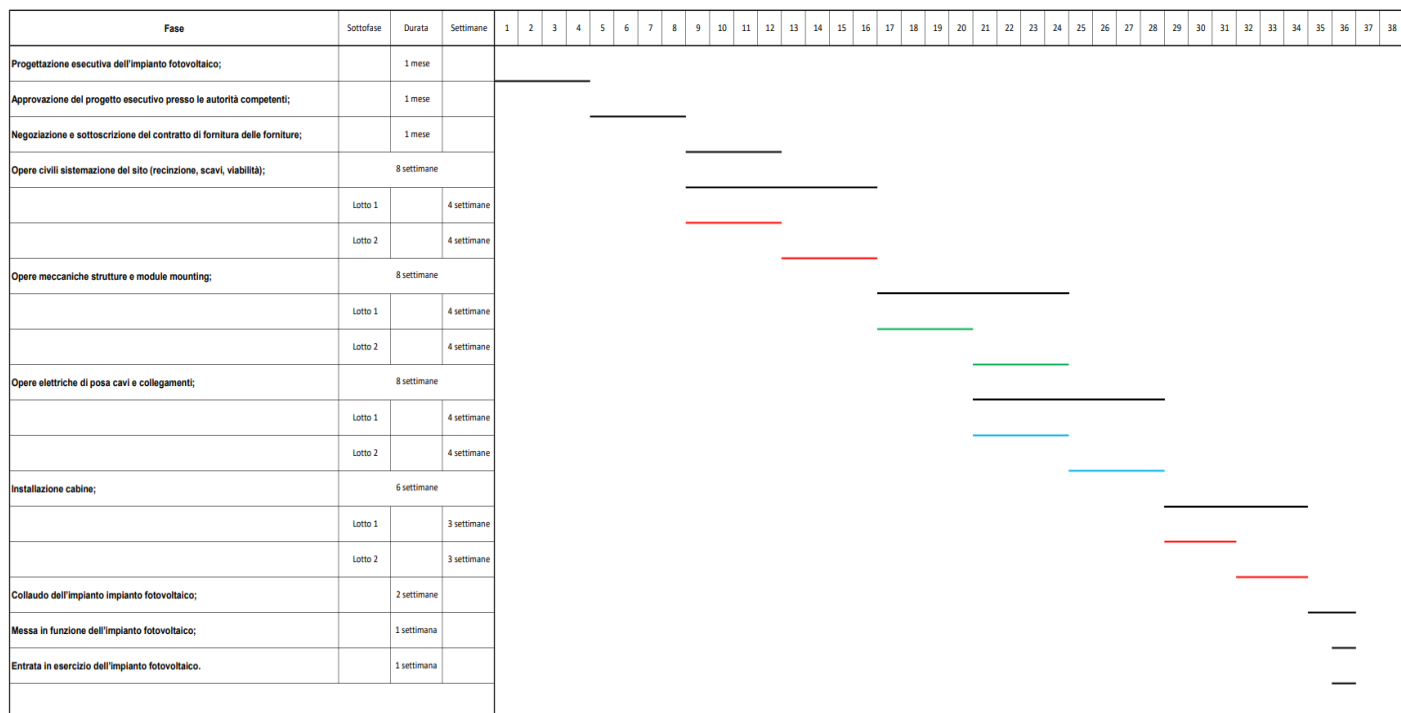 Fase Sottofase Durata Settimane 1 2 3 4 5 6 7 8 9 10 11 12 13 14 15 16 17 18 19 20 21 22 23 24 25 26 27 28 29 30 31 32 33 34 35 36 37 38
Progettazione esecutiva dell'impianto fotovoltaico; 1 mese
Approvazione del progetto esecutivo presso le autorità competenti; 1 mese
Negoziazione e sottoscrizione del contratto di fornitura delle forniture; 1 mese
Opere civili sistemazione del sito (recinzione, scavi, viabilità); 8 settimane
Lotto 1 4 settimane
Lotto 2 4 settimane
Opere meccaniche strutture e module mounting; 8 settimane
Lotto 1 4 settimane
Lotto 2 4 settimane
Opere elettriche di posa cavi e collegamenti; 8 settimane
Lotto 1 4 settimane
Lotto 2 4 settimane
Installazione cabine; 6 settimane
Lotto 1 3 settimane
Lotto 2 3 settimane
Collaudo dell'impianto impianto fotovoltaico; 2 settimane
Messa in funzione dell'impianto fotovoltaico; 1 settimana
Entrata in esercizio dell'impianto fotovoltaico. 1 settimana